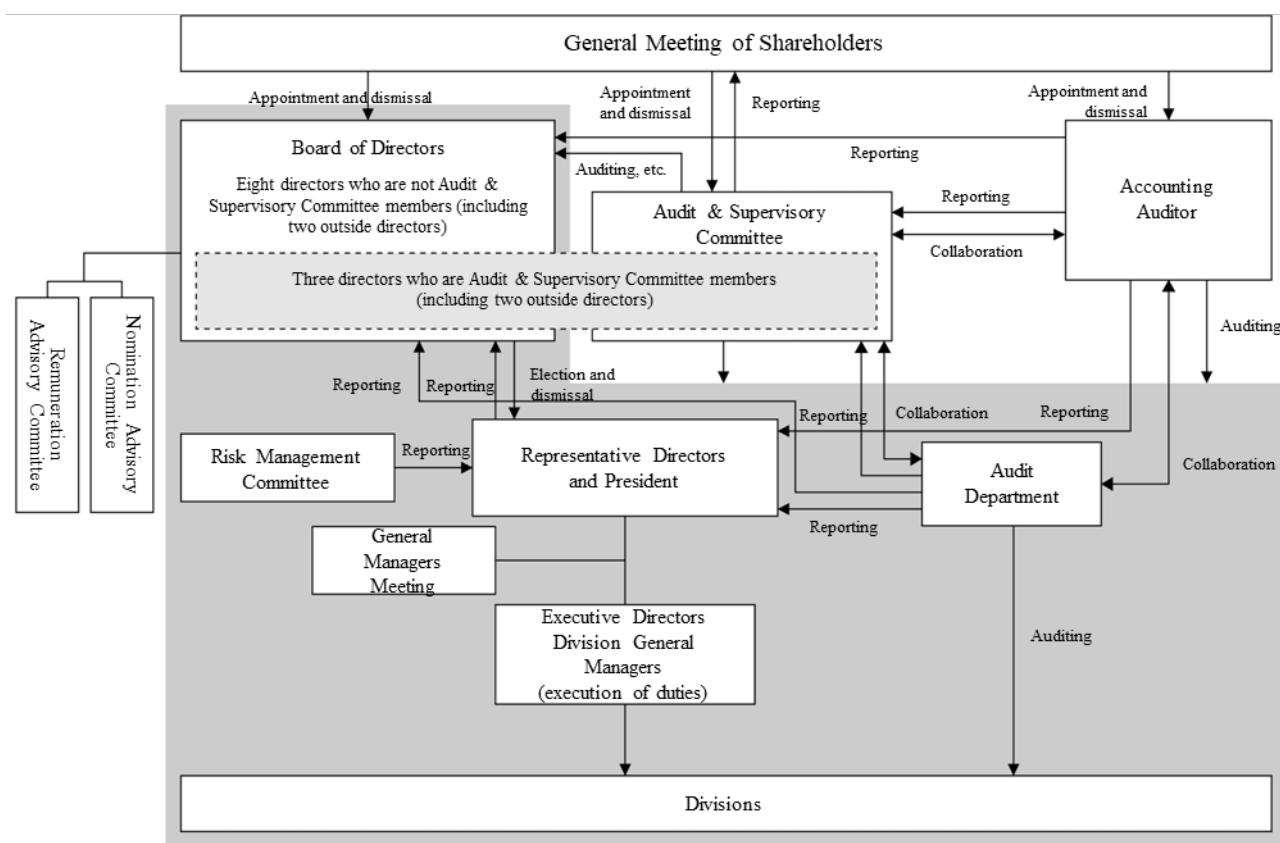 General Meeting of Shareholders
Appointment and dismissal
Appointment
and dismissal
Reporting
Appointment and
dismissal
Board of Directors
Eight directors who are not Audit &
Supervisory Committee members (including
two outside directors)
Reporting
Auditing, etc.
Audit & Supervisory
Committee
Reporting
Collaboration
Accounting
Auditor
Three directors who are Audit & Supervisory Committee members
(including two outside directors)
Remuneration
Advisory Committee
Nomination Advisory
Committee
Auditing
Reporting
Reporting
Election and
dismissal
Reporting
Collaboration
Reporting
Risk Management
Committee
Reporting
Representative Directors
and President
Audit
Department
Collaboration
Reporting
General
Managers
Meeting
Executive Directors
Division General
Managers
(execution of duties)
Auditing
Divisions